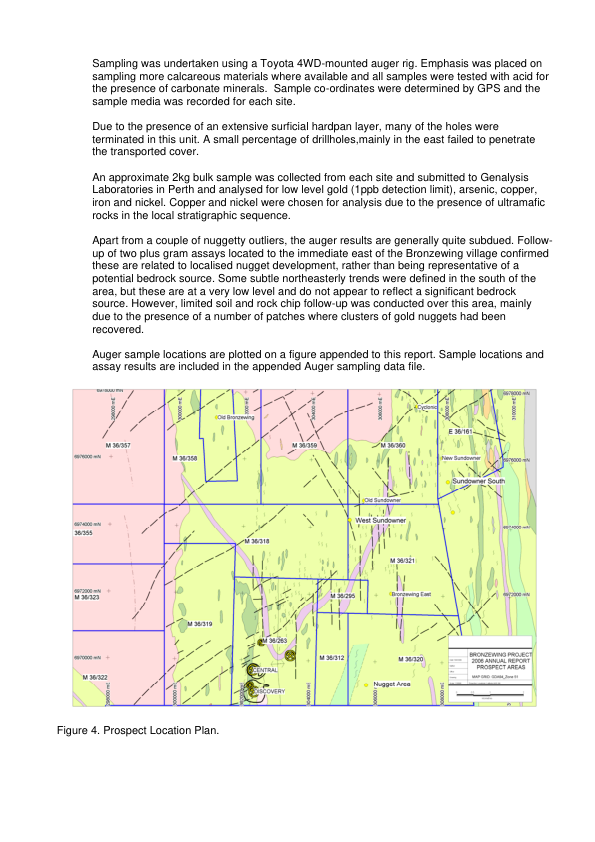 Sampling was undertaken using a Toyota 4WD-mounted auger rig. Emphasis was placed on
sampling more calcareous materials where available and all samples were tested with acid for
the presence of carbonate minerals.  Sample co-ordinates were determined by GPS and the
sample media was recorded for each site.

Due to the presence of an extensive surficial hardpan layer, many of the holes were
terminated in this unit. A small percentage of drillholes,mainly in the east failed to penetrate
the transported cover.

An approximate 2kg bulk sample was collected from each site and submitted to Genalysis
Laboratories in Perth and analysed for low level gold (1ppb detection limit), arsenic, copper,
iron and nickel. Copper and nickel were chosen for analysis due to the presence of ultramafic
rocks in the local stratigraphic sequence.

Apart from a couple of nuggetty outliers, the auger results are generally quite subdued. Follow-
up of two plus gram assays located to the immediate east of the Bronzewing village confirmed
these are related to localised nugget development, rather than being representative of a
potential bedrock source. Some subtle northeasterly trends were defined in the south of the
area, but these are at a very low level and do not appear to reflect a significant bedrock
source. However, limited soil and rock chip follow-up was conducted over this area, mainly
due to the presence of a number of patches where clusters of gold nuggets had been
recovered.

Auger sample locations are plotted on a figure appended to this report. Sample locations and
assay results are included in the appended Auger sampling data file.

Cyclonic
Old Bronzewing
E 36/161
M 36/357
M 36/359
M 36/360
6976000 mN
M 36/358
New Sundowner
6976000 mN
Sundowner South
Old Sundowner
6974000 mN
West Sundowner
6974000 mN
36/355
M 36/318
M 36/321
6972000 mN
M 36/323
M 36/295
Bronzewing East
6972000 mN
M 36/319
M 36/263
6970000 mN
M 36/312
M 36/320
BRONZEWING PROJECT
2006 ANNUAL REPORT
PROSPECT AREAS
CENTRAL
M 36/322
Nugget Area
DISCOVERY

Figure 4. Prospect Location Plan.